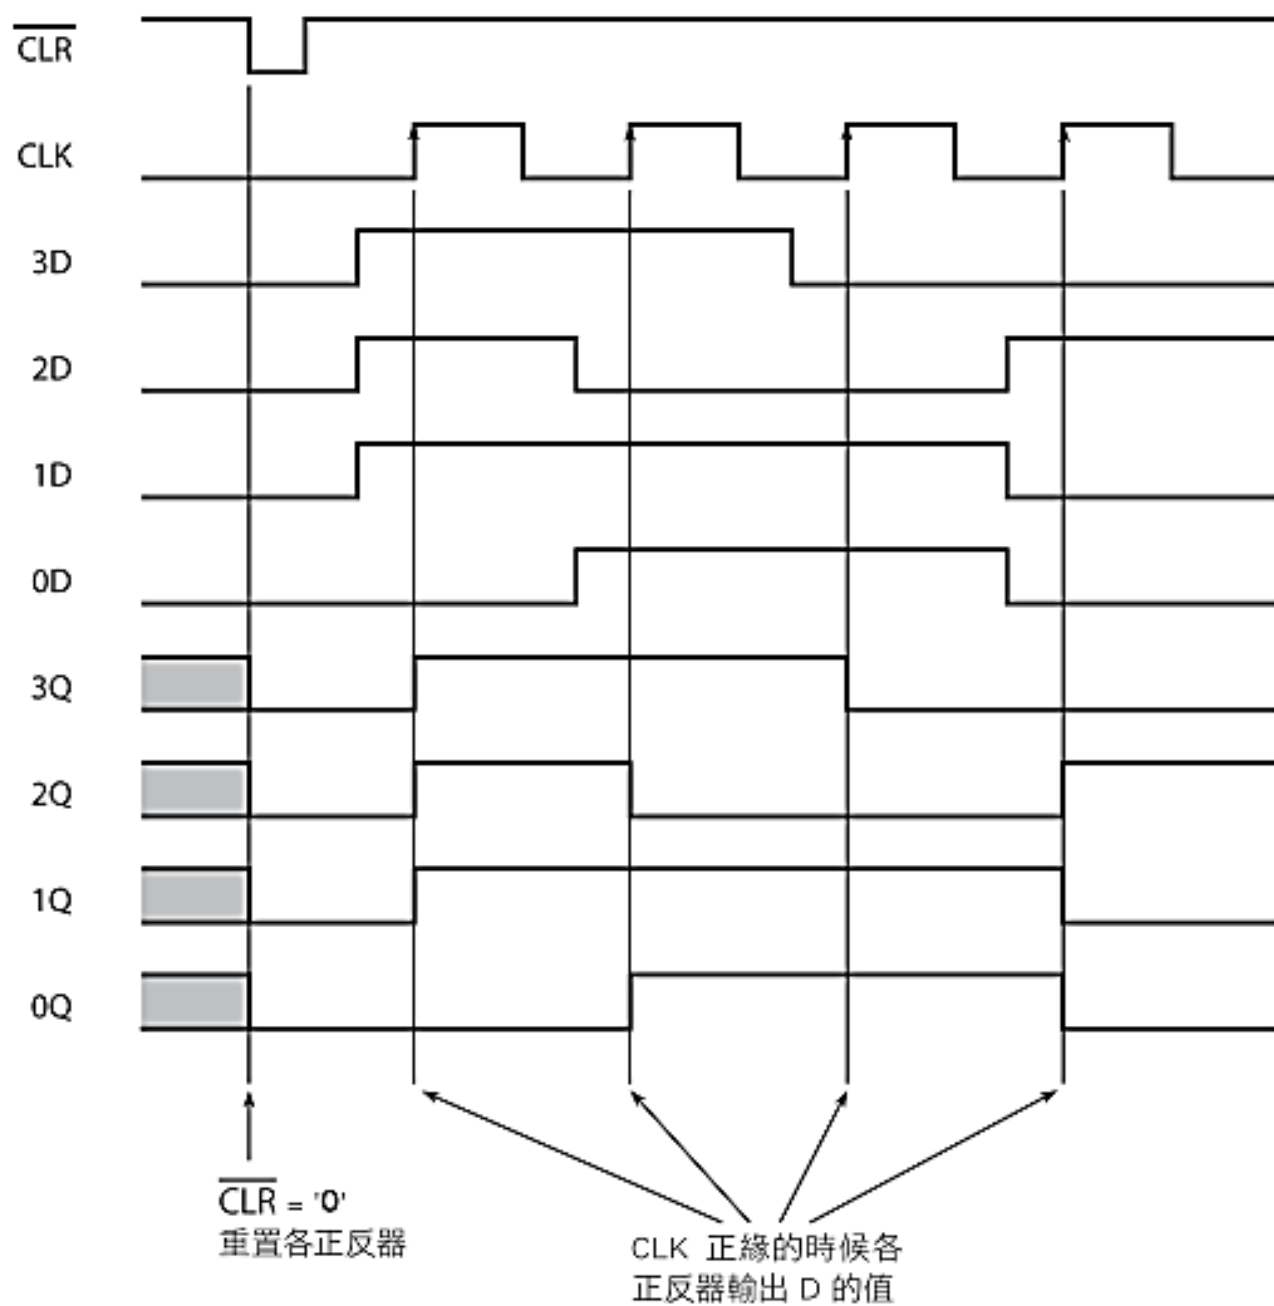 CLR
CLK
3D
2D
1D
0D
3Q
2Q
1Q
0Q
CLR = '0'
重置各正反器
CLK 正緣的時候各
正反器輸出 D 的值